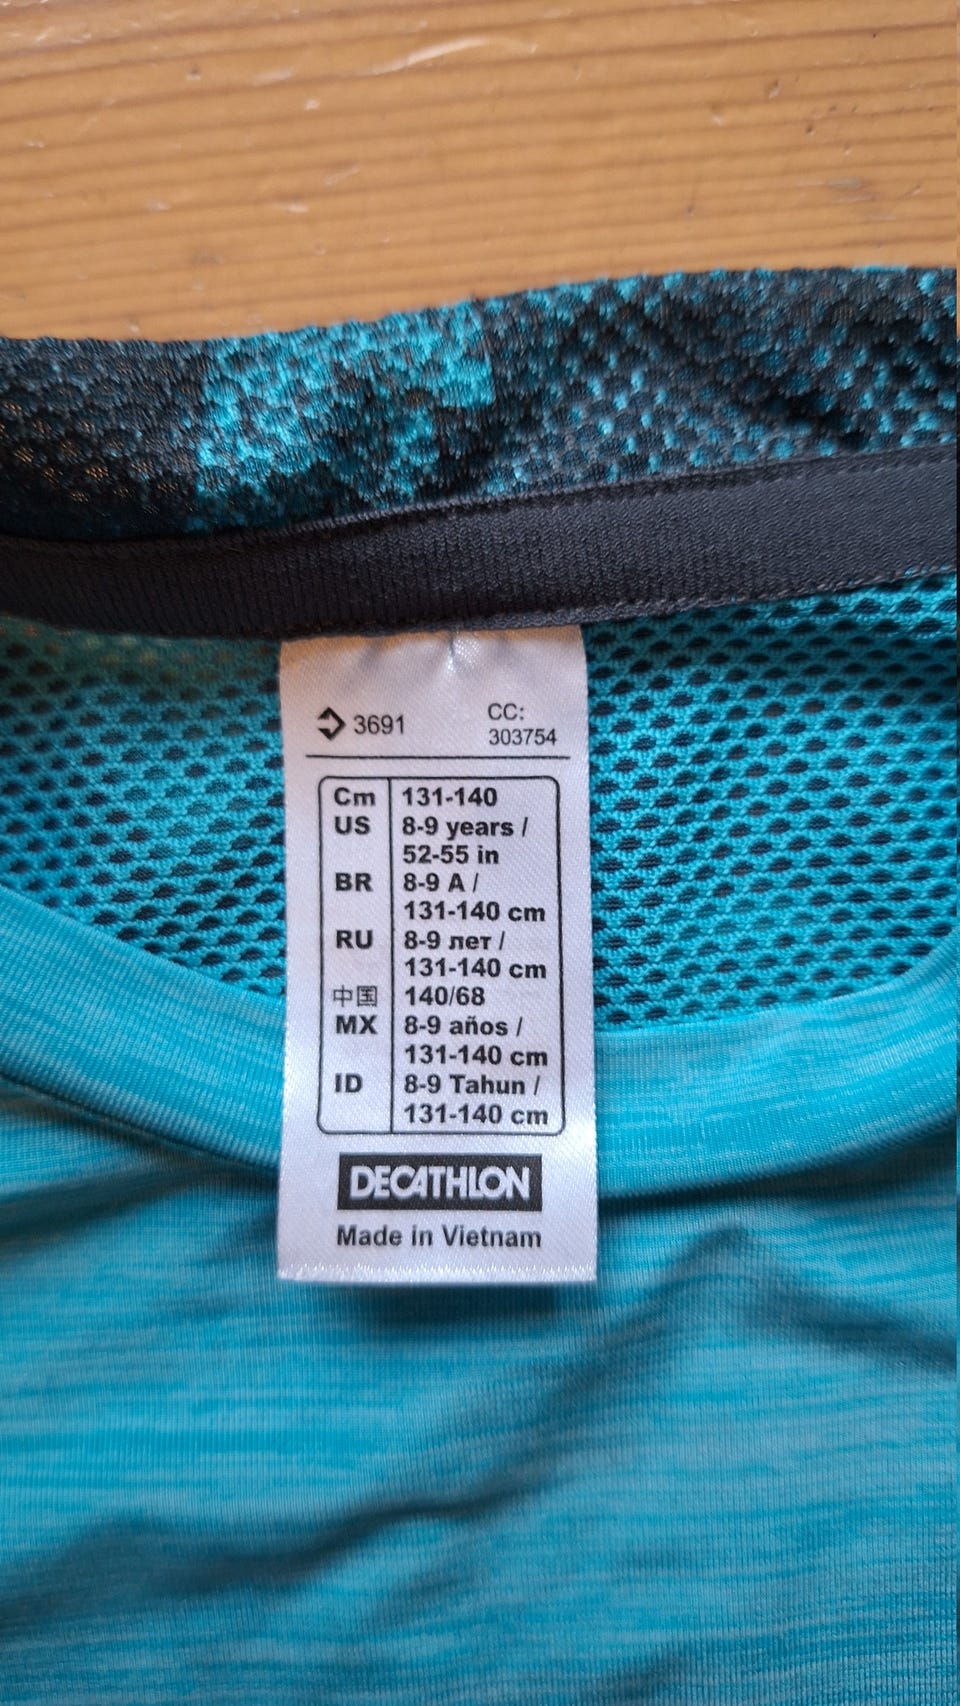 3691 CC:
303754
Cm 131-140
US 8-9 years /
52-55 in
BR 8-9 A /
131-140 cm
RU 8-9 лет /
131-140 cm
中国 140/68
MX 8-9 años /
131-140 cm
ID 8-9 Tahun /
131-140 cm
DECATHLON
Made in Vietnam